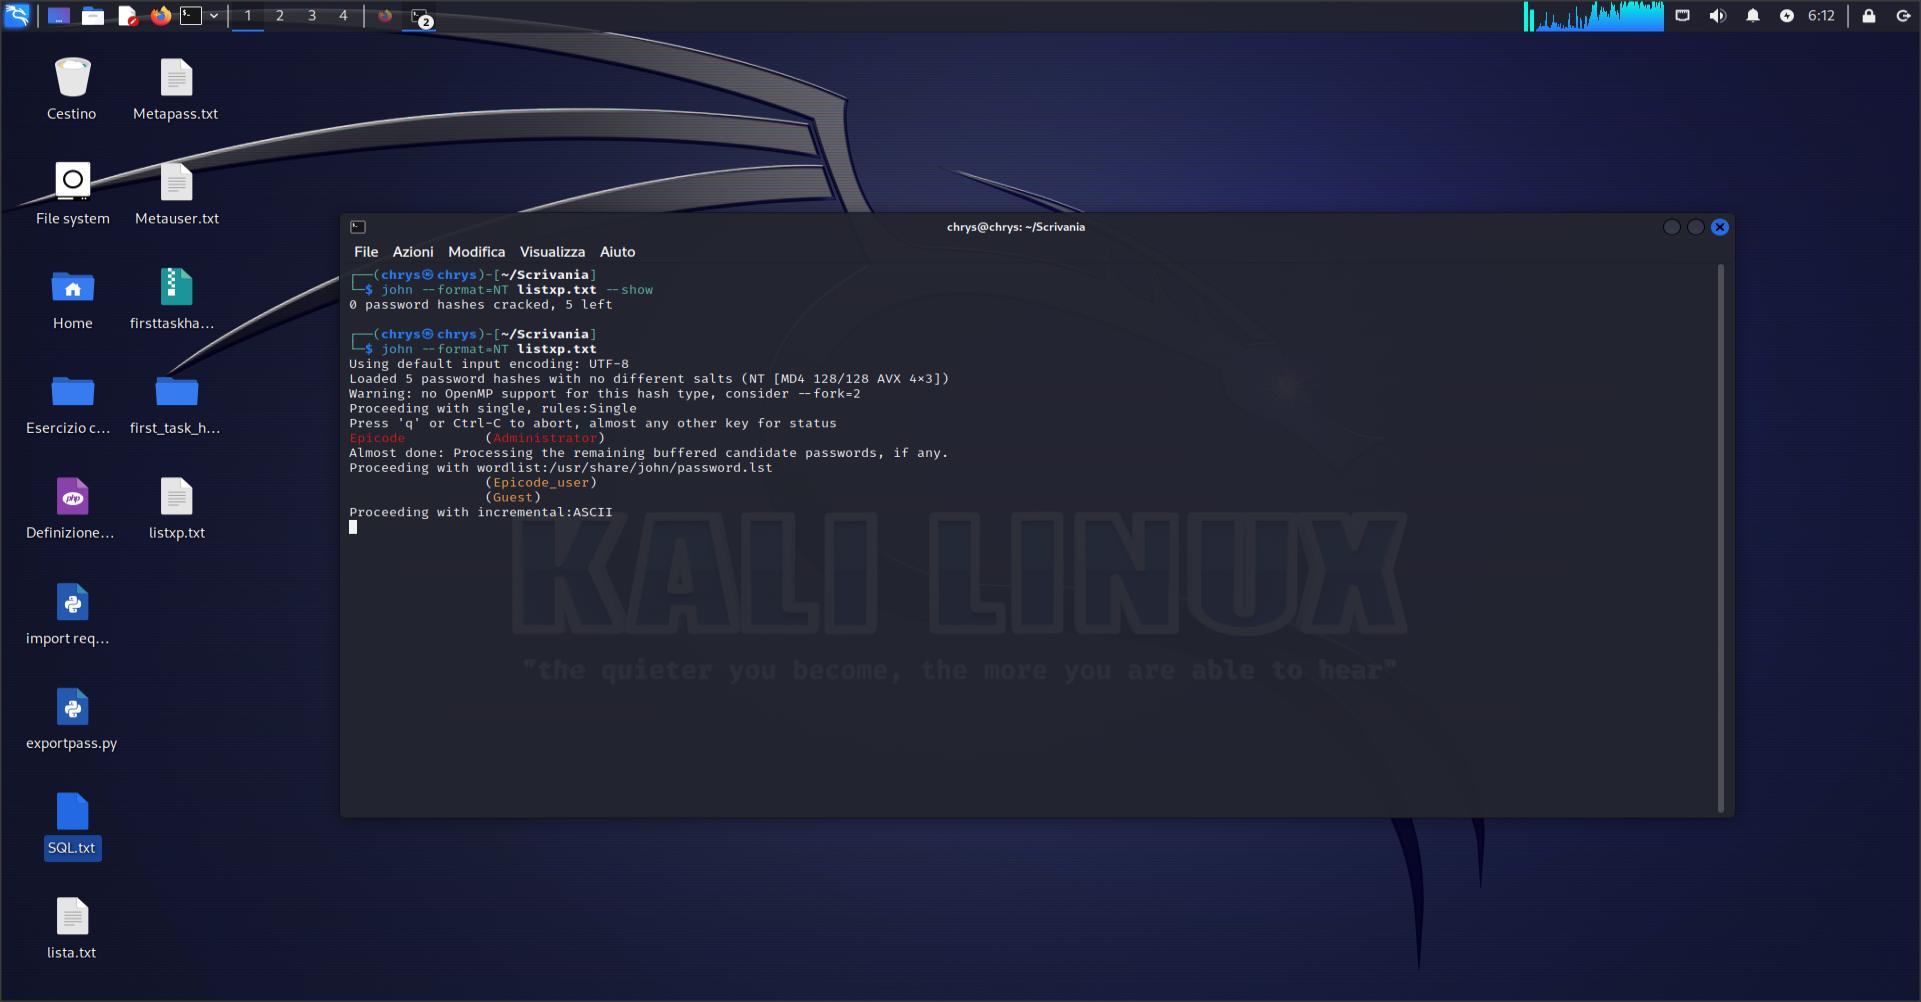 1 2 3 4
2
6:12
Cestino
Metapass.txt
File system
Metauser.txt
Home
firsttaskha...
Esercizio c...
first_task_h...
php
Definizione...
listxp.txt
import req...
exportpass.py
SQL.txt
lista.txt
chrys@chrys: ~/Scrivania
File Azioni Modifica Visualizza Aiuto
┌──(chrys㉿chrys)-[~/Scrivania]
└─$ john --format=NT listxp.txt --show
0 password hashes cracked, 5 left
┌──(chrys㉿chrys)-[~/Scrivania]
└─$ john --format=NT listxp.txt
Using default input encoding: UTF-8
Loaded 5 password hashes with no different salts (NT [MD4 128/128 AVX 4×3])
Warning: no OpenMP support for this hash type, consider --fork=2
Proceeding with single, rules:Single
Press 'q' or Ctrl-C to abort, almost any other key for status
Epicode (Administrator)
Almost done: Processing the remaining buffered candidate passwords, if any.
Proceeding with wordlist:/usr/share/john/password.lst
(Epicode_user)
(Guest)
Proceeding with incremental:ASCII
KALI LINUX
"the quieter you become, the more you are able to hear"